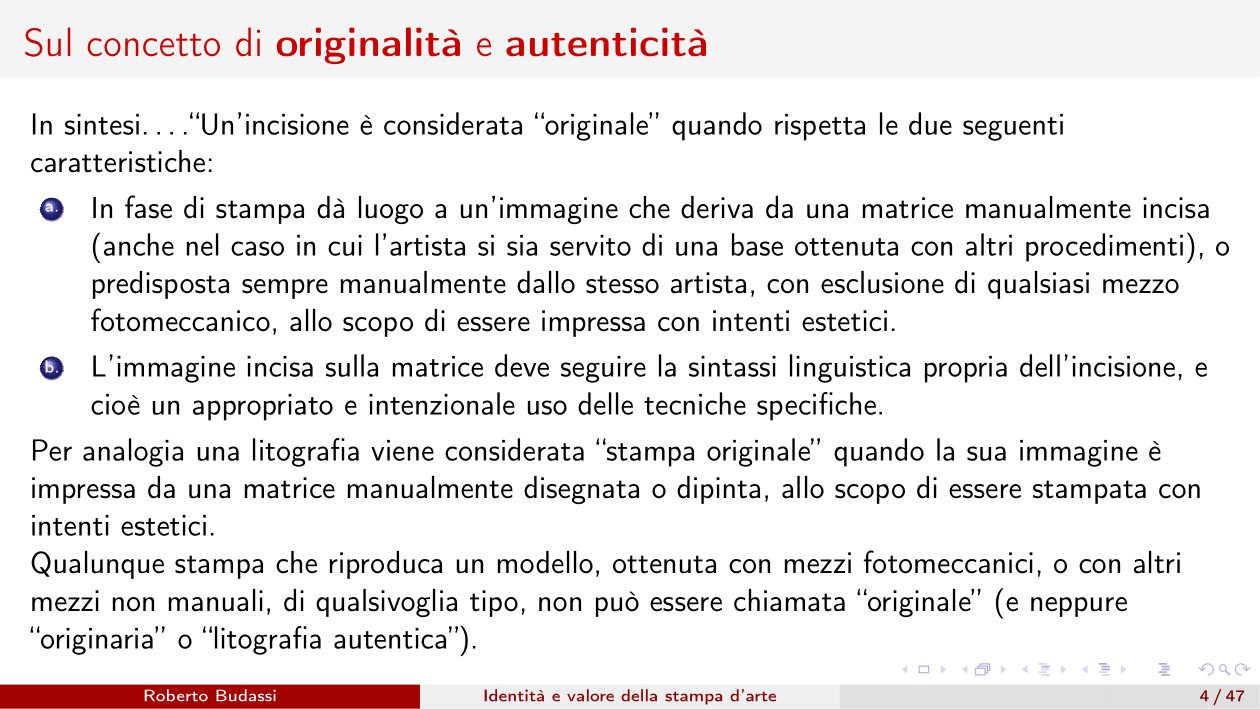 Sul concetto di originalità e autenticità
In sintesi. . . .“Un’incisione è considerata “originale” quando rispetta le due seguenti
caratteristiche:
a. In fase di stampa dà luogo a un’immagine che deriva da una matrice manualmente incisa
(anche nel caso in cui l’artista si sia servito di una base ottenuta con altri procedimenti), o
predisposta sempre manualmente dallo stesso artista, con esclusione di qualsiasi mezzo
fotomeccanico, allo scopo di essere impressa con intenti estetici.
b. L’immagine incisa sulla matrice deve seguire la sintassi linguistica propria dell’incisione, e
cioè un appropriato e intenzionale uso delle tecniche specifiche.
Per analogia una litografia viene considerata “stampa originale” quando la sua immagine è
impressa da una matrice manualmente disegnata o dipinta, allo scopo di essere stampata con
intenti estetici.
Qualunque stampa che riproduca un modello, ottenuta con mezzi fotomeccanici, o con altri
mezzi non manuali, di qualsivoglia tipo, non può essere chiamata “originale” (e neppure
“originaria” o “litografia autentica”).
Roberto Budassi Identità e valore della stampa d’arte 4 / 47